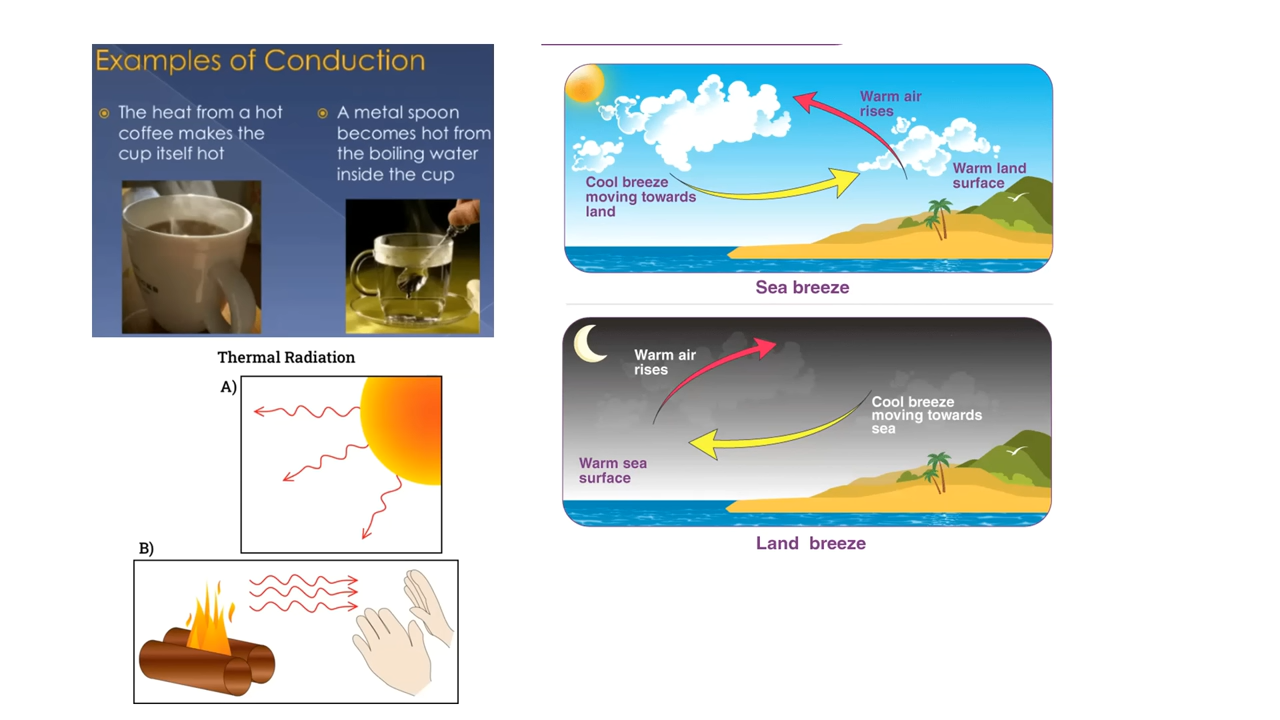 Examples of Conduction
The heat from a hot
coffee makes the
cup itself hot
A metal spoon
becomes hot from
the boiling water
inside the cup
Thermal Radiation
A)
B)
Warm air
rises
Cool breeze
moving towards
land
Warm land
surface
Sea breeze
Warm air
rises
Cool breeze
moving towards
sea
Warm sea
surface
Land breeze